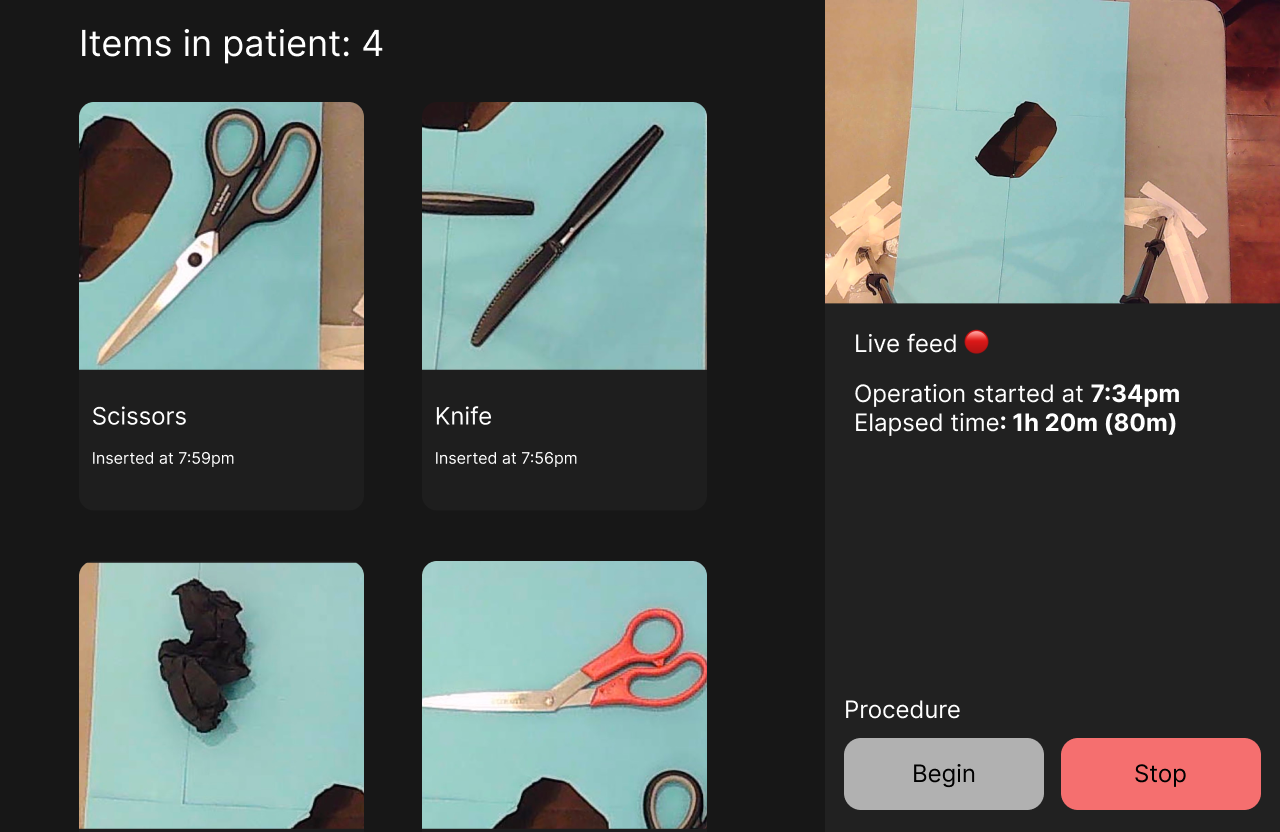 Items in patient: 4
Scissors
Inserted at 7:59pm
Knife
Inserted at 7:56pm
Live feed
Operation started at 7:34pm
Elapsed time: 1h 20m (80m)
Procedure
Begin
Stop